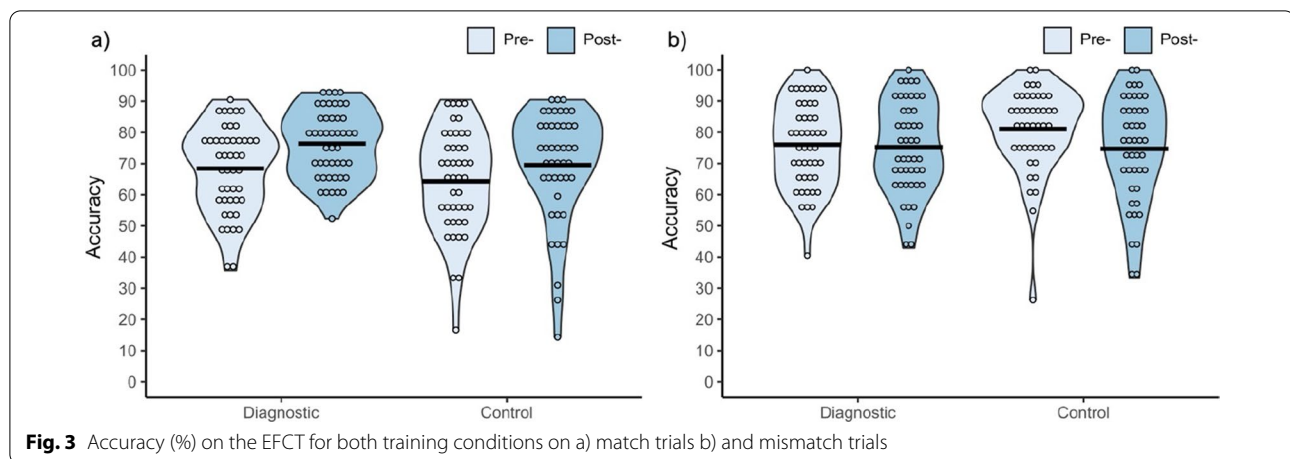 a)
Pre- Post-
Accuracy
100
90
80
70
60
50
40
30
20
10
0
Diagnostic Control
b)
Pre- Post-
Accuracy
100
90
80
70
60
50
40
30
20
10
0
Diagnostic Control
Fig. 3 Accuracy (%) on the EFCT for both training conditions on a) match trials b) and mismatch trials